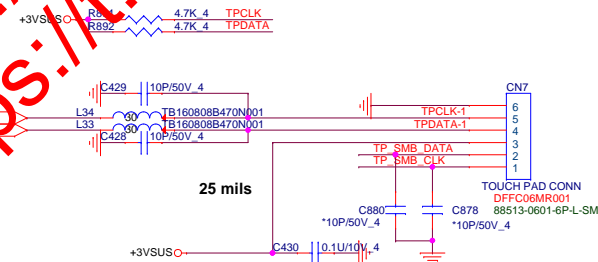 4.7K_4 TPCLK
+3VSUS
R892 4.7K_4 TPDATA
C429 10P/50V_4
CN7
L34 TB160808B470N001
30
TPCLK-1
L33 TB160808B470N001
30
TPDATA-1
C428 10P/50V_4
6
5
4
3
2
1
TP_SMB_DATA
TP_SMB_CLK
25 mils
TOUCH PAD CONN
DFFC06MR001
88513-0601-6P-L-SM
C880
C878
*10P/50V_4
*10P/50V_4
+3VSUS
C430 0.1U/10V_4